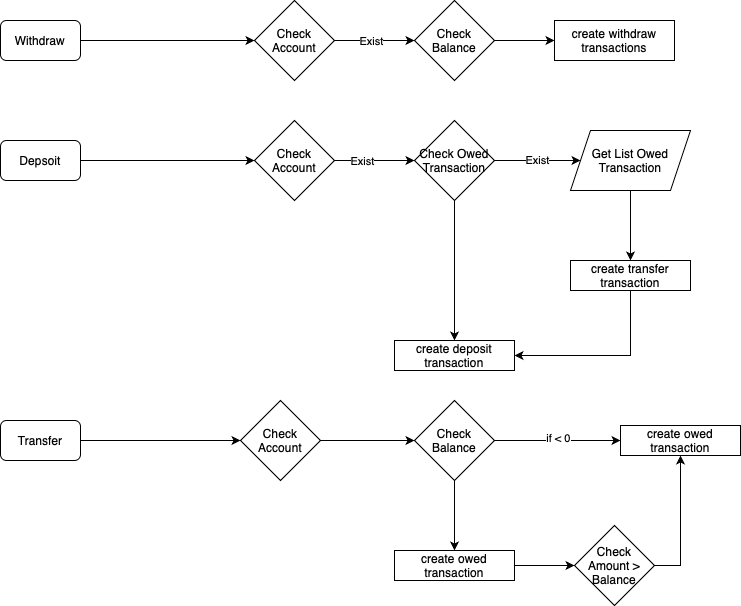 Withdraw
Check
Account
Exist
Check
Balance
create withdraw
transactions
Depsoit
Check
Account
Exist
Check Owed
Transaction
Exist
Get List Owed
Transaction
create transfer
transaction
create deposit
transaction
Transfer
Check
Account
Check
Balance
if < 0
create owed
transaction
create owed
transaction
Check
Amount >
Balance